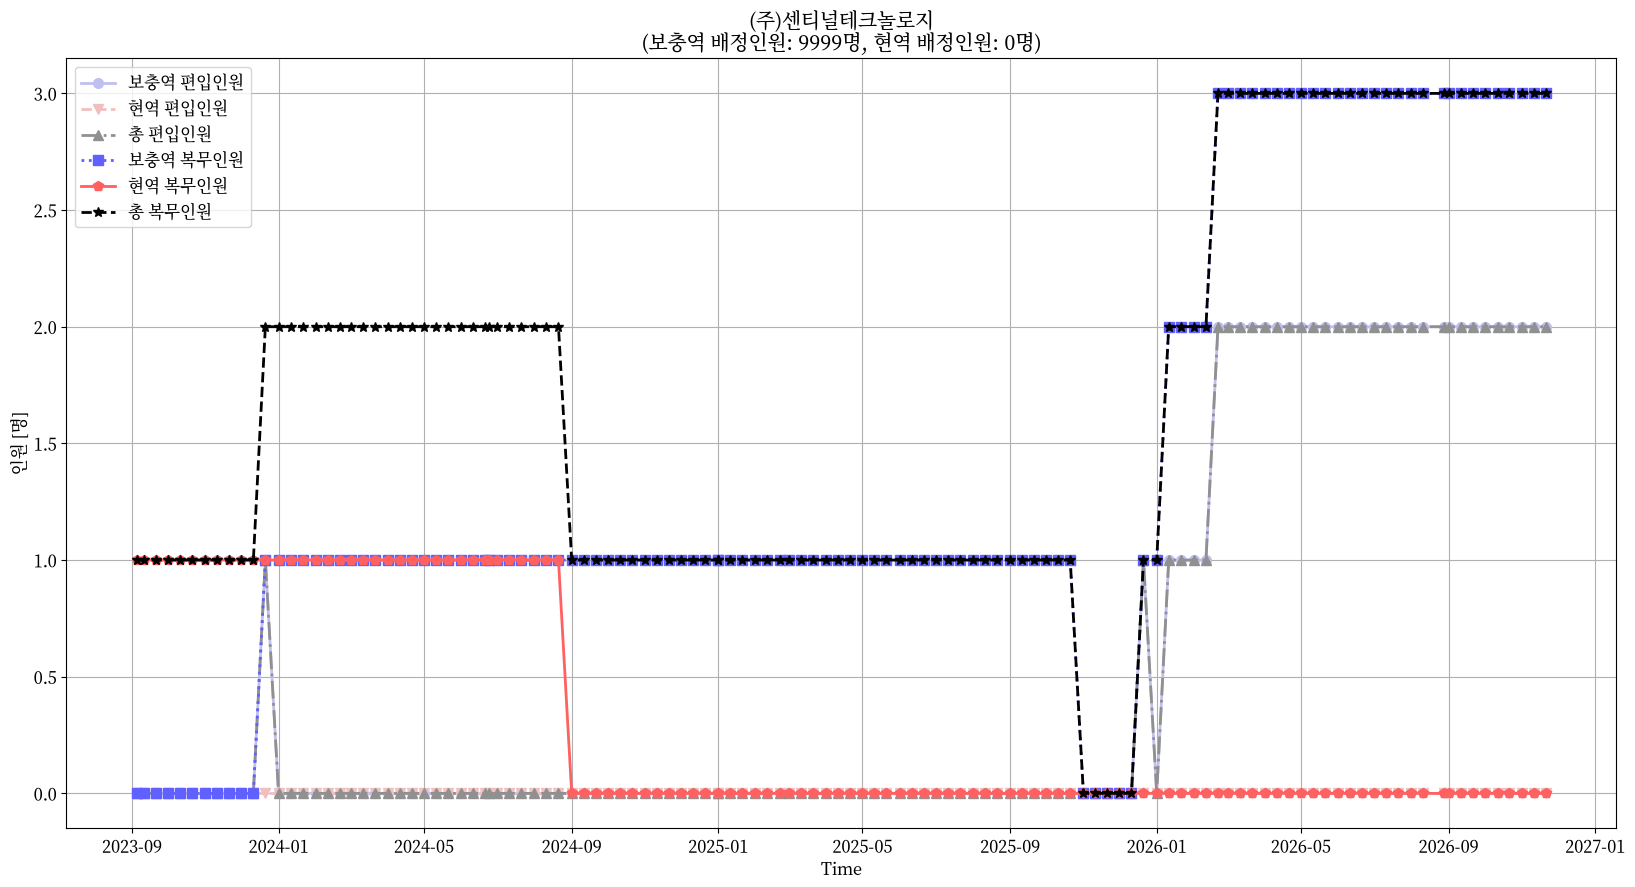 (주)센티널테크놀로지
(보충역 배정인원: 9999명, 현역 배정인원: 0명)
보충역 편입인원
현역 편입인원
총 편입인원
보충역 복무인원
현역 복무인원
총 복무인원
인원 [명]
3.0
2.5
2.0
1.5
1.0
0.5
0.0
2023-09 2024-01 2024-05 2024-09 2025-01 2025-05 2025-09 2026-01 2026-05 2026-09 2027-01
Time